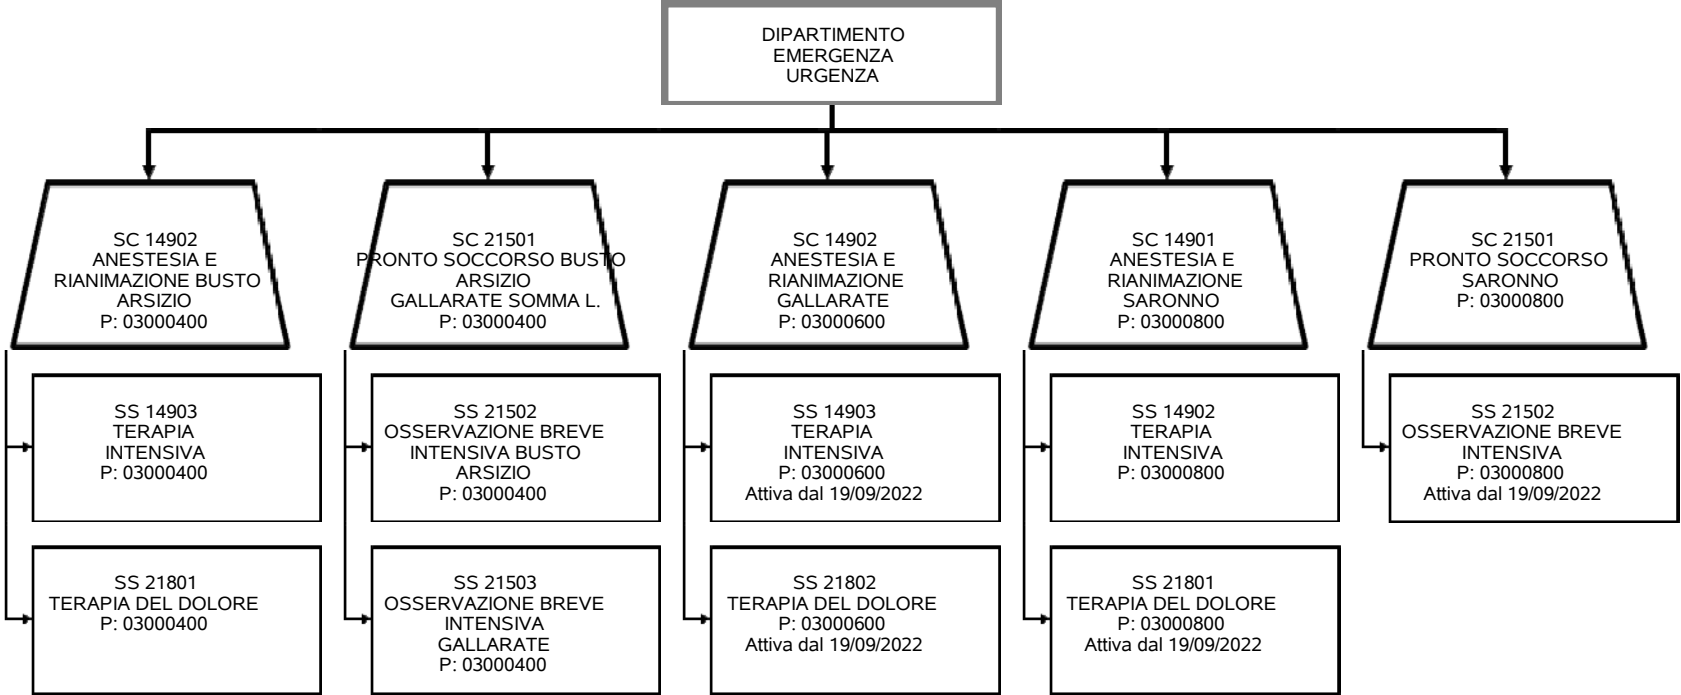 DIPARTIMENTO
EMERGENZA
URGENZA
SC 14902
ANESTESIA E
RIANIMAZIONE BUSTO
ARSIZIO
P: 03000400
SC 21501
PRONTO SOCCORSO BUSTO
ARSIZIO
GALLARATE SOMMA L.
P: 03000400
SC 14902
ANESTESIA E
RIANIMAZIONE
GALLARATE
P: 03000600
SC 14901
ANESTESIA E
RIANIMAZIONE
SARONNO
P: 03000800
SC 21501
PRONTO SOCCORSO
SARONNO
P: 03000800
SS 14903
TERAPIA
INTENSIVA
P: 03000400
SS 21502
OSSERVAZIONE BREVE
INTENSIVA BUSTO
ARSIZIO
P: 03000400
SS 14903
TERAPIA
INTENSIVA
P: 03000600
Attiva dal 19/09/2022
SS 14902
TERAPIA
INTENSIVA
P: 03000800
SS 21502
OSSERVAZIONE BREVE
INTENSIVA
P: 03000800
Attiva dal 19/09/2022
SS 21801
TERAPIA DEL DOLORE
P: 03000400
SS 21503
OSSERVAZIONE BREVE
INTENSIVA
GALLARATE
P: 03000400
SS 21802
TERAPIA DEL DOLORE
P: 03000600
Attiva dal 19/09/2022
SS 21801
TERAPIA DEL DOLORE
P: 03000800
Attiva dal 19/09/2022